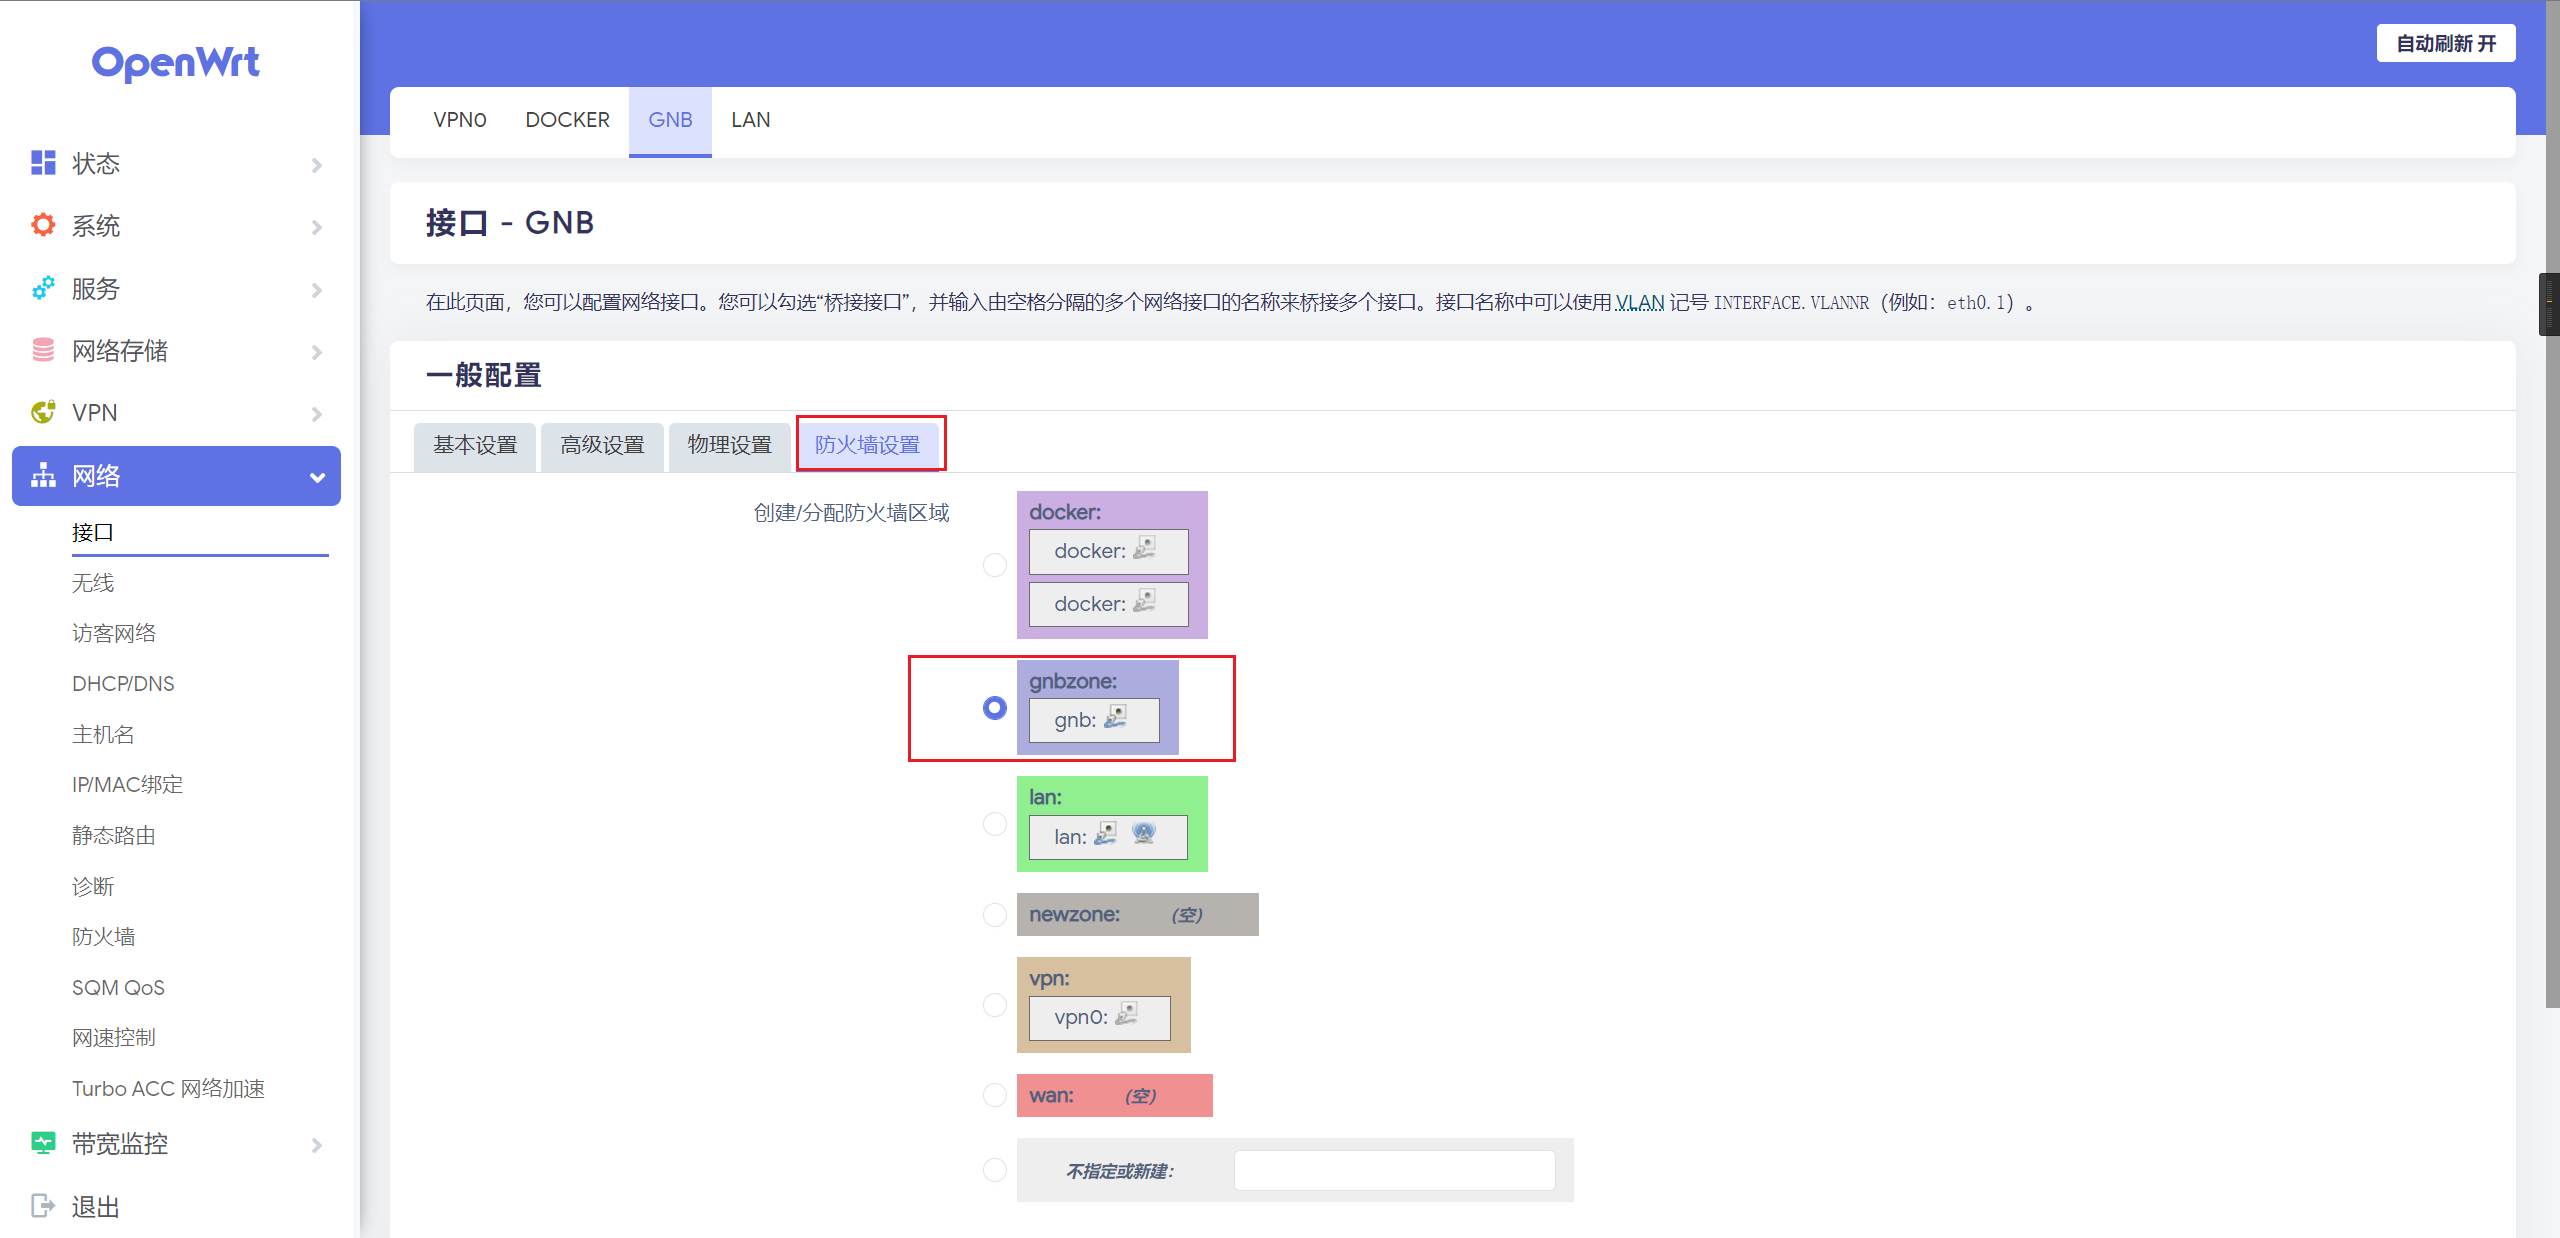 OpenWrt
状态
系统
服务
网络存储
VPN
网络
接口
无线
访客网络
DHCP/DNS
主机名
IP/MAC绑定
静态路由
诊断
防火墙
SQM QoS
网速控制
Turbo ACC 网络加速
带宽监控
退出
自动刷新 开
VPN0 DOCKER GNB LAN
接口 - GNB
在此页面，您可以配置网络接口。您可以勾选“桥接接口”，并输入由空格分隔的多个网络接口的名称来桥接多个接口。接口名称中可以使用 VLAN 记号 INTERFACE.VLANNR（例如：eth0.1）。
一般配置
基本设置 高级设置 物理设置 防火墙设置
创建/分配防火墙区域
docker:
docker:
docker:
gnbzone:
gnb:
lan:
lan:
newzone: (空)
vpn:
vpn0:
wan: (空)
不指定或新建：